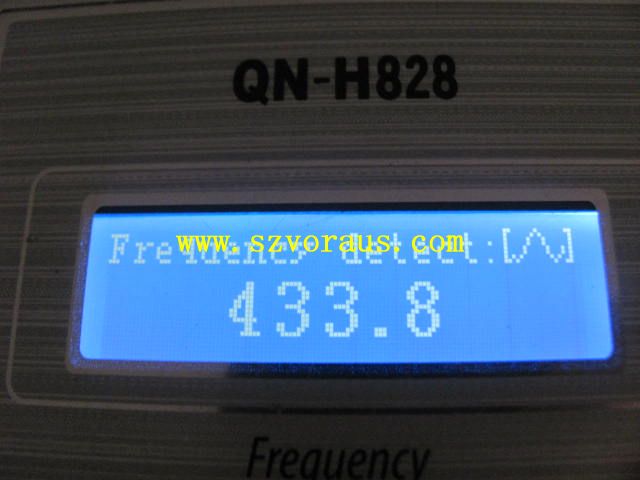 QN-H828
www.szvoraus.com
Frequency detect:
433.8
Frequency